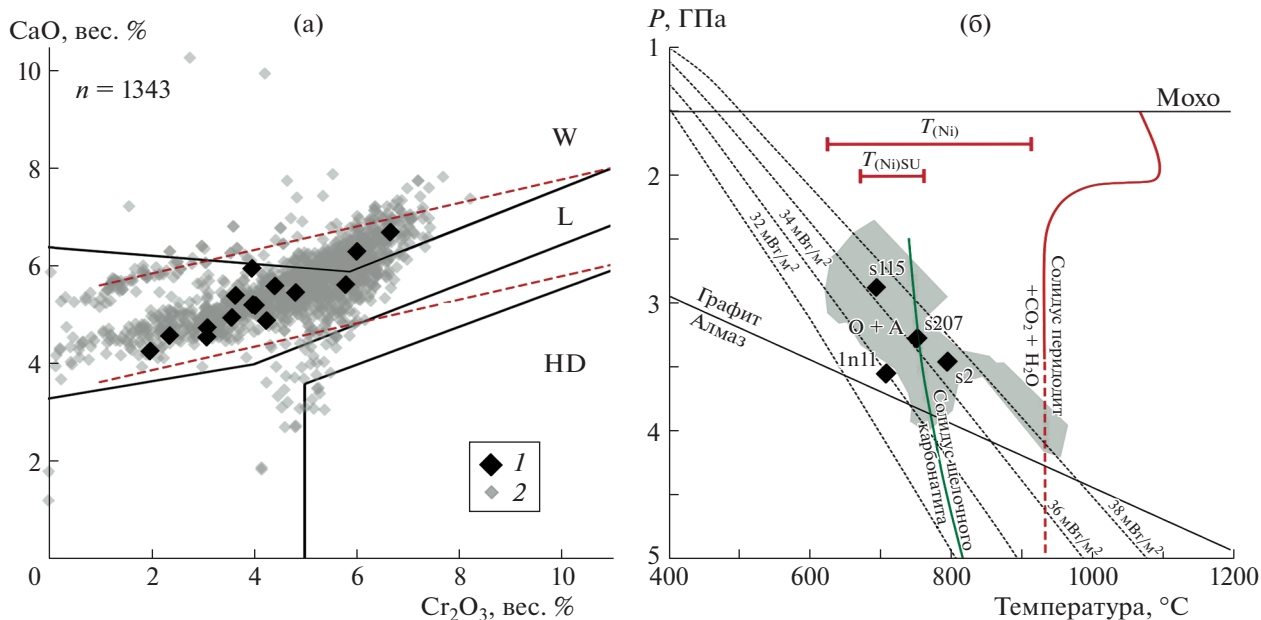 (а)
CaO, вес. %
10
8
6
4
2
0
2
4
6
8
10
Cr₂O₃, вес. %
n = 1343
W
L
HD
1
2
(б)
P, ГПа
1
2
3
4
5
400
600
800
1000
1200
Температура, °C
Мохо
T(Ni)
T(Ni)SU
32 мВт/м²
34 мВт/м²
36 мВт/м²
38 мВт/м²
s115
O + A
s207
1n11
s2
Графит
Алмаз
Солидус щелочного
карбонатита
Солидус перидодит
+CO₂ + H₂O